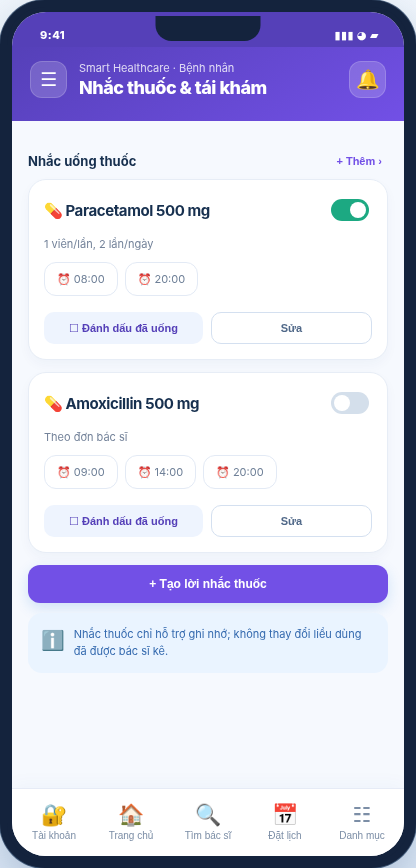 9:41
Smart Healthcare · Bệnh nhân
Nhắc thuốc & tái khám
Nhắc uống thuốc
+ Thêm ›
Paracetamol 500 mg
1 viên/lần, 2 lần/ngày
08:00
20:00
Đánh dấu đã uống
Sửa
Amoxicillin 500 mg
Theo đơn bác sĩ
09:00
14:00
20:00
Đánh dấu đã uống
Sửa
+ Tạo lời nhắc thuốc
Nhắc thuốc chỉ hỗ trợ ghi nhớ; không thay đổi liều dùng
đã được bác sĩ kê.
Tài khoản
Trang chủ
Tìm bác sĩ
Đặt lịch
Danh mục